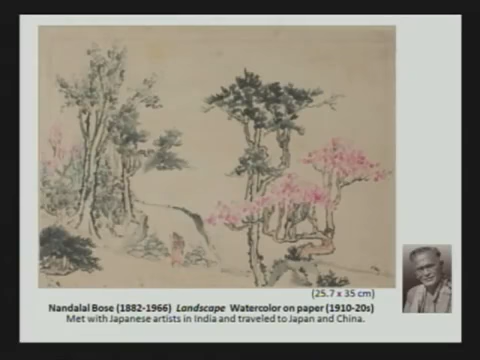 (25.7 x 35 cm)
Nandalal Bose (1882-1966) Landscape Watercolor on paper (1910-20s)
Met with Japanese artists in India and traveled to Japan and China.